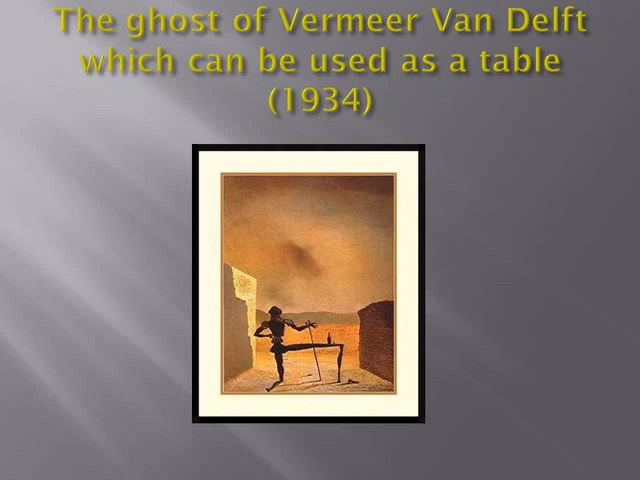 The ghost of Vermeer Van Delft
which can be used as a table
(1934)